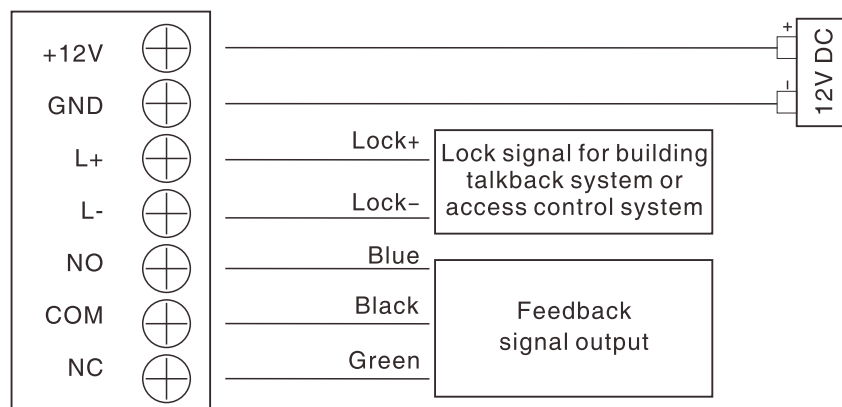 +12V
GND
L+
L-
NO
COM
NC
+
-
12V DC
Lock+
Lock-
Lock signal for building
talkback system or
access control system
Blue
Black
Green
Feedback
signal output